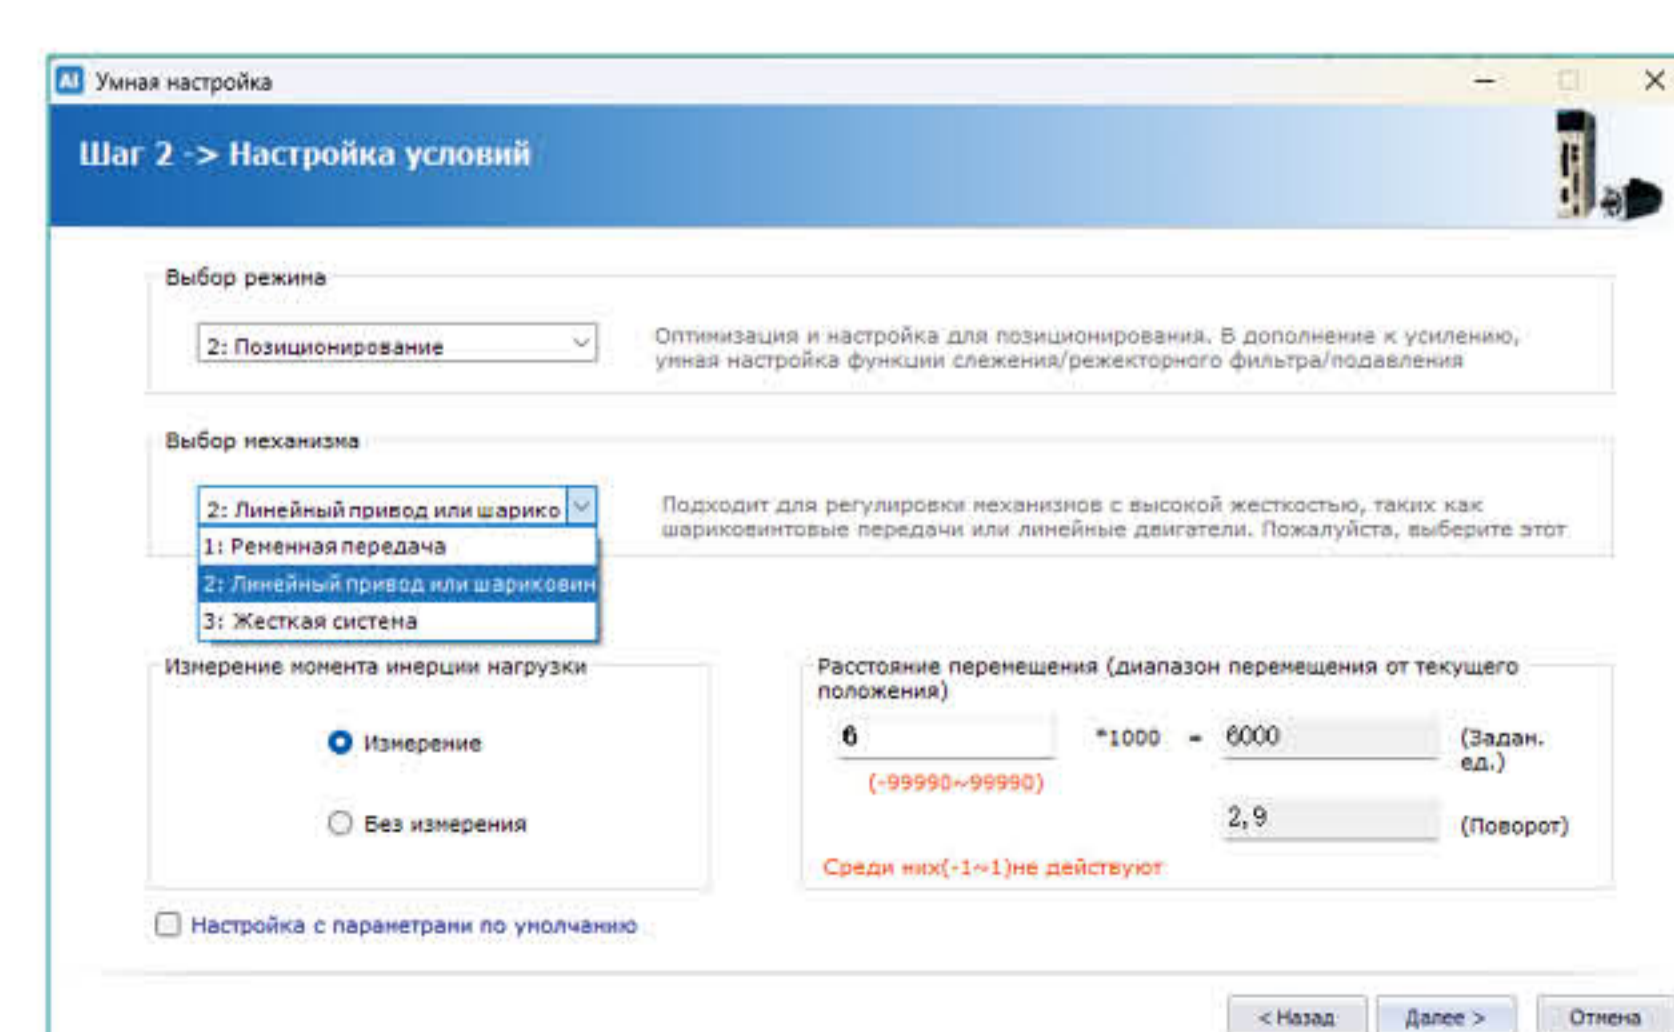 AI Умная настройка
Шаг 2 -> Настройка условий
Выбор режима
2: Позиционирование
Оптимизация и настройка для позиционирования. В дополнение к усилению,
умная настройка функции слежения/режекторного фильтра/подавления
Выбор механизма
2: Линейный привод или шарико
Подходит для регулировки механизмов с высокой жесткостью, таких как
шариковинтовые передачи или линейные двигатели. Пожалуйста, выберите этот
1: Ременная передача
2: Линейный привод или шариковин
3: Жесткая система
Измерение момента инерции нагрузки
Измерение
Без измерения
Расстояние перемещения (диапазон перемещения от текущего
положения)
6 *1000 = 6000 (Задан.
ед.)
(-99990~99990)
2,9 (Поворот)
Среди них(-1~1)не действуют
Настройка с параметрами по умолчанию
< Назад Далее > Отмена